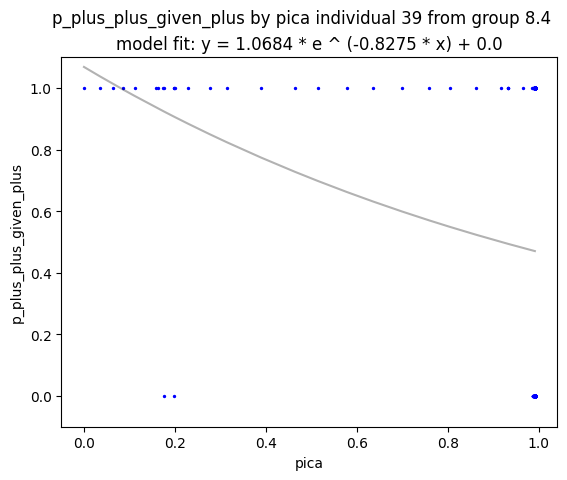 p_plus_plus_given_plus by pica individual 39 from group 8.4
model fit: y = 1.0684 * e ^ (-0.8275 * x) + 0.0
1.0
0.8
0.6
0.4
0.2
0.0
p_plus_plus_given_plus
0.0 0.2 0.4 0.6 0.8 1.0
pica